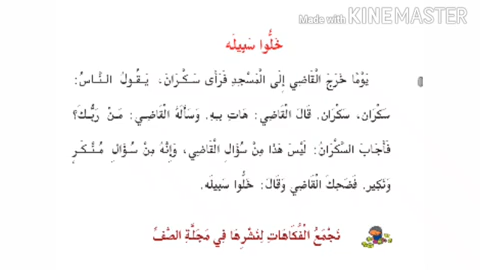 Made with KINEMASTER
خَلُّوا سَبِيلَه
يَوْمًا خَرَجَ الْقَاضِي إِلَى الْمَسْجِدِ فَرَأَى سَكْرَانَ، يَقُولُ النَّاسُ:
سَكْرَان، سَكْرَان. قَالَ الْقَاضِي: هَاتِ بِهِ. وَسَأَلَهُ الْقَاضِي: مَنْ رَبُّكَ؟
فَأَجَابَ السَّكْرَانُ: لَيْسَ هَذَا مِنْ سُؤَالِ الْقَاضِي، وَإِنَّهُ مِنْ سُؤَالِ مُنْكَرٍ
وَنَكِير. فَضَحِكَ الْقَاضِي وَقَالَ: خَلُّوا سَبِيلَه.
نَجْمَعُ الْفُكَاهَاتِ لِنَشْرِهَا فِي مَجَلَّةِ الصَّفِّ